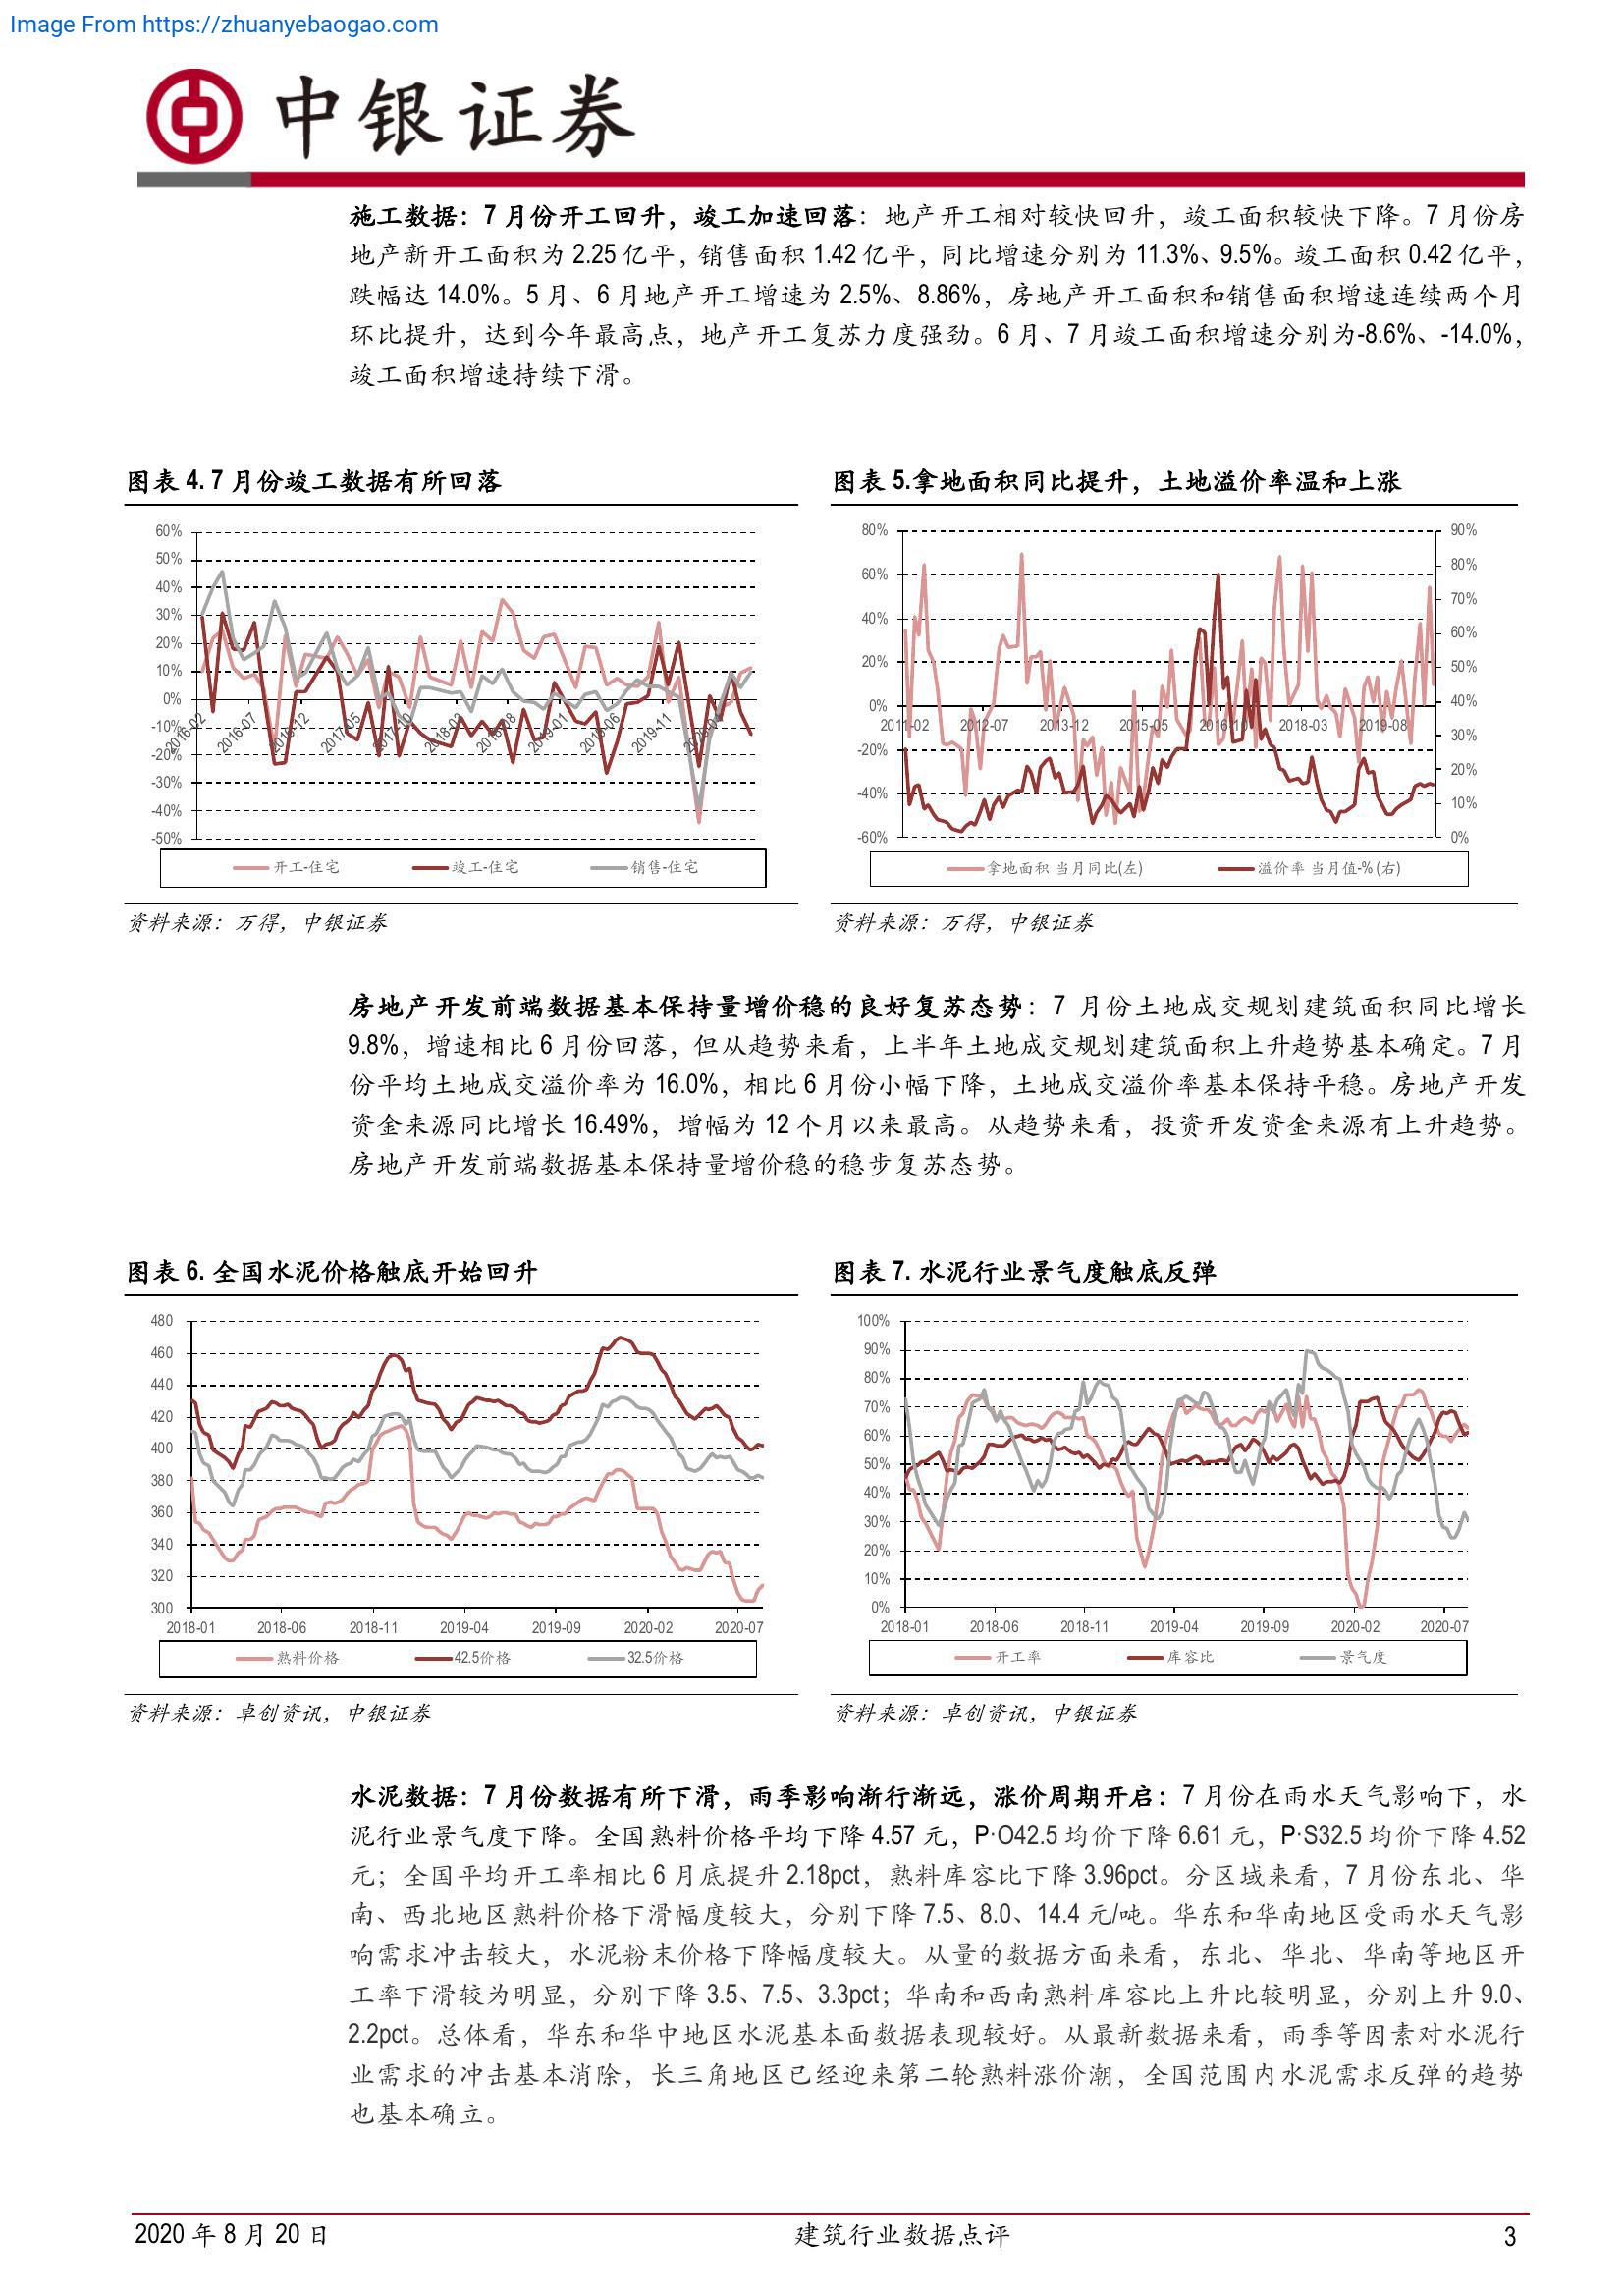 Image From https://zhuanyebaogao.com
中银证券
施工数据：7 月份开工回升，竣工加速回落：地产开工相对较快回升，竣工面积较快下降。7 月份房
地产新开工面积为 2.25 亿平，销售面积 1.42 亿平，同比增速分别为 11.3%、9.5%。竣工面积 0.42 亿平，
跌幅达 14.0%。5 月、6 月地产开工增速为 2.5%、8.86%，房地产开工面积和销售面积增速连续两个月
环比提升，达到今年最高点，地产开工复苏力度强劲。6 月、7 月竣工面积增速分别为-8.6%、-14.0%，
竣工面积增速持续下滑。
图表 4. 7 月份竣工数据有所回落
60%
50%
40%
30%
20%
10%
0%
-10%
-20%
-30%
-40%
-50%
2016-02
2016-07
2016-12
2017-05
2017-10
2018-03
2018-08
2019-01
2019-06
2019-11
2020-04
开工-住宅 竣工-住宅 销售-住宅
资料来源：万得，中银证券
图表 5.拿地面积同比提升，土地溢价率温和上涨
80%
60%
40%
20%
0%
-20%
-40%
-60%
90%
80%
70%
60%
50%
40%
30%
20%
10%
0%
2011-02 2012-07 2013-12 2015-05 2016-10 2018-03 2019-08
拿地面积 当月同比(左) 溢价率 当月值-% (右)
资料来源：万得，中银证券
房地产开发前端数据基本保持量增价稳的良好复苏态势：7 月份土地成交规划建筑面积同比增长
9.8%，增速相比 6 月份回落，但从趋势来看，上半年土地成交规划建筑面积上升趋势基本确定。7 月
份平均土地成交溢价率为 16.0%，相比 6 月份小幅下降，土地成交溢价率基本保持平稳。房地产开发
资金来源同比增长 16.49%，增幅为 12 个月以来最高。从趋势来看，投资开发资金来源有上升趋势。
房地产开发前端数据基本保持量增价稳的稳步复苏态势。
图表 6. 全国水泥价格触底开始回升
480
460
440
420
400
380
360
340
320
300
2018-01 2018-06 2018-11 2019-04 2019-09 2020-02 2020-07
熟料价格 42.5价格 32.5价格
资料来源：卓创资讯，中银证券
图表 7. 水泥行业景气度触底反弹
100%
90%
80%
70%
60%
50%
40%
30%
20%
10%
0%
2018-01 2018-06 2018-11 2019-04 2019-09 2020-02 2020-07
开工率 库容比 景气度
资料来源：卓创资讯，中银证券
水泥数据：7 月份数据有所下滑，雨季影响渐行渐远，涨价周期开启：7 月份在雨水天气影响下，水
泥行业景气度下降。全国熟料价格平均下降 4.57 元，P·O42.5 均价下降 6.61 元，P·S32.5 均价下降 4.52
元；全国平均开工率相比 6 月底提升 2.18pct，熟料库容比下降 3.96pct。分区域来看，7 月份东北、华
南、西北地区熟料价格下滑幅度较大，分别下降 7.5、8.0、14.4 元/吨。华东和华南地区受雨水天气影
响需求冲击较大，水泥粉末价格下降幅度较大。从量的数据方面来看，东北、华北、华南等地区开
工率下滑较为明显，分别下降 3.5、7.5、3.3pct；华南和西南熟料库容比上升比较明显，分别上升 9.0、
2.2pct。总体看，华东和华中地区水泥基本面数据表现较好。从最新数据来看，雨季等因素对水泥行
业需求的冲击基本消除，长三角地区已经迎来第二轮熟料涨价潮，全国范围内水泥需求反弹的趋势
也基本确立。
2020 年 8 月 20 日 建筑行业数据点评 3